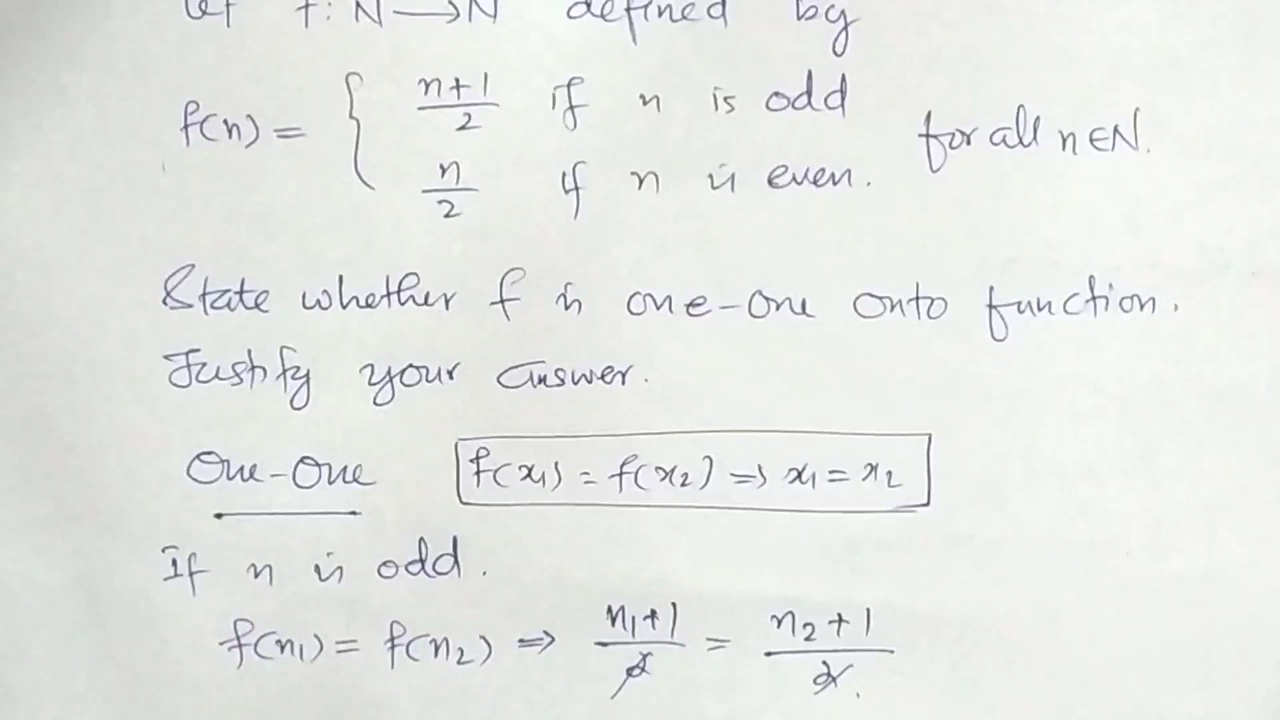 let f: N→N defined by
f(n) = { n+1/2 if n is odd
n/2 if n is even. for all n∈N.
State whether f is one-one onto function.
Justify your answer.
One-One f(x₁) = f(x₂) ⇒ x₁ = x₂
If n is odd.
f(n₁) = f(n₂) ⇒ n₁+1/2 = n₂+1/2.